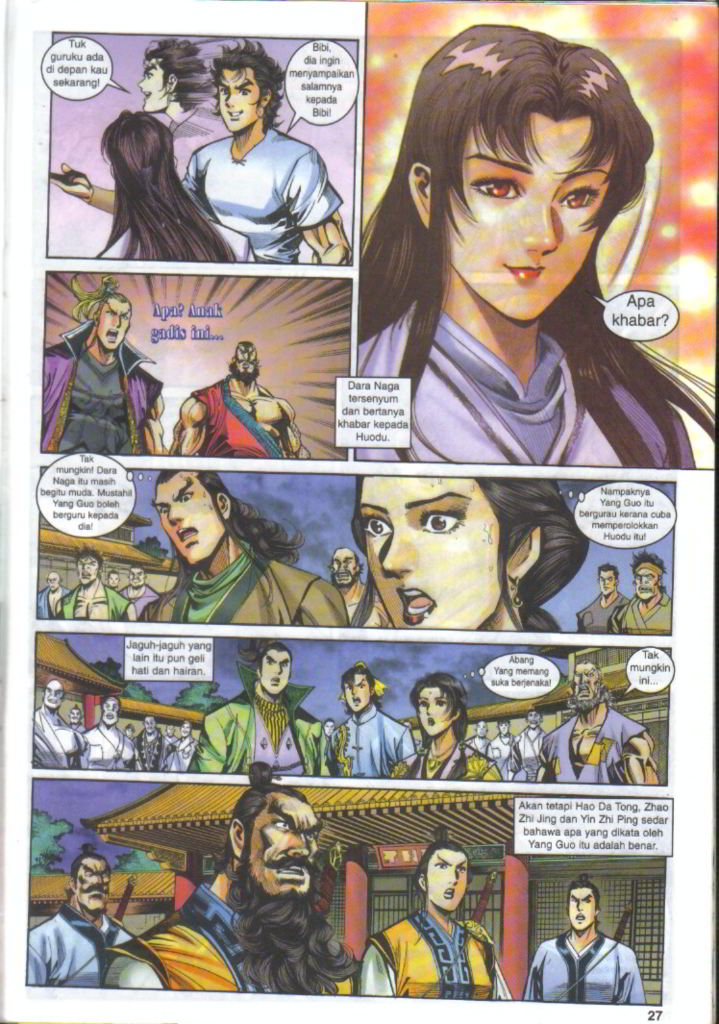 Tuk
guruku ada
di depan kau
sekarang!
Bibi,
dia ingin
menyampaikan
salamnya
kepada
Bibi!
Apa
khabar?
Apa? Anak
gadis ini...
Dara Naga
tersenyum
dan bertanya
khabar kepada
Huodu.
Tak
mungkin! Dara
Naga itu masih
begitu muda. Mustahil
Yang Guo boleh
berguru kepada
dia!
Nampaknya
Yang Guo itu
bergurau kerana cuba
memperolokkan
Huodu itu!
Jaguh-jaguh yang
lain itu pun geli
hati dan hairan.
Abang
Yang memang
suka berjenaka!
Tak
mungkin
ini...
Akan tetapi Hao Da Tong, Zhao
Zhi Jing dan Yin Zhi Ping sedar
bahawa apa yang dikata oleh
Yang Guo itu adalah benar.
27